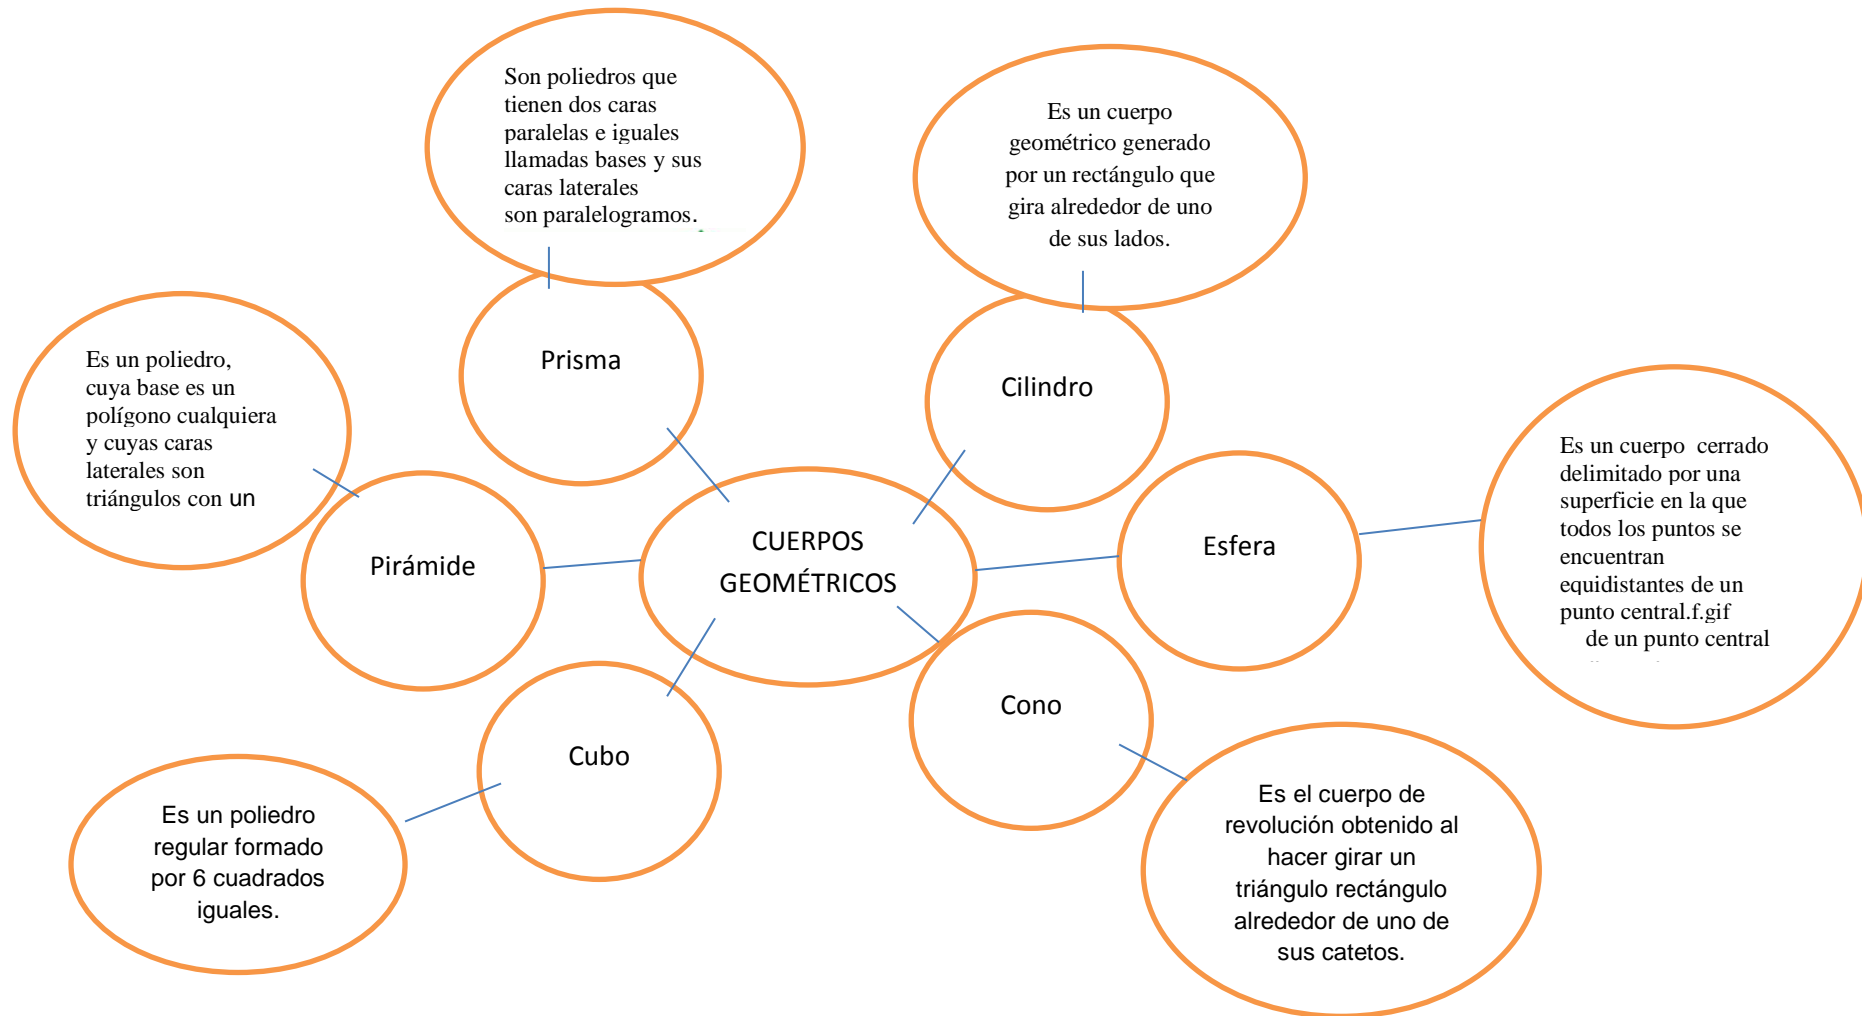 Son poliedros que
tienen dos caras
paralelas e iguales
llamadas bases y sus
caras laterales
son paralelogramos.
Es un cuerpo
geométrico generado
por un rectángulo que
gira alrededor de uno
de sus lados.
Prisma
Cilindro
Es un poliedro,
cuya base es un
polígono cualquiera
y cuyas caras
laterales son
triángulos con un
Es un cuerpo cerrado
delimitado por una
superficie en la que
todos los puntos se
encuentran
equidistantes de un
punto central.f.gif
de un punto central
Pirámide
CUERPOS
GEOMÉTRICOS
Esfera
Cubo
Cono
Es un poliedro
regular formado
por 6 cuadrados
iguales.
Es el cuerpo de
revolución obtenido al
hacer girar un
triángulo rectángulo
alrededor de uno de
sus catetos.